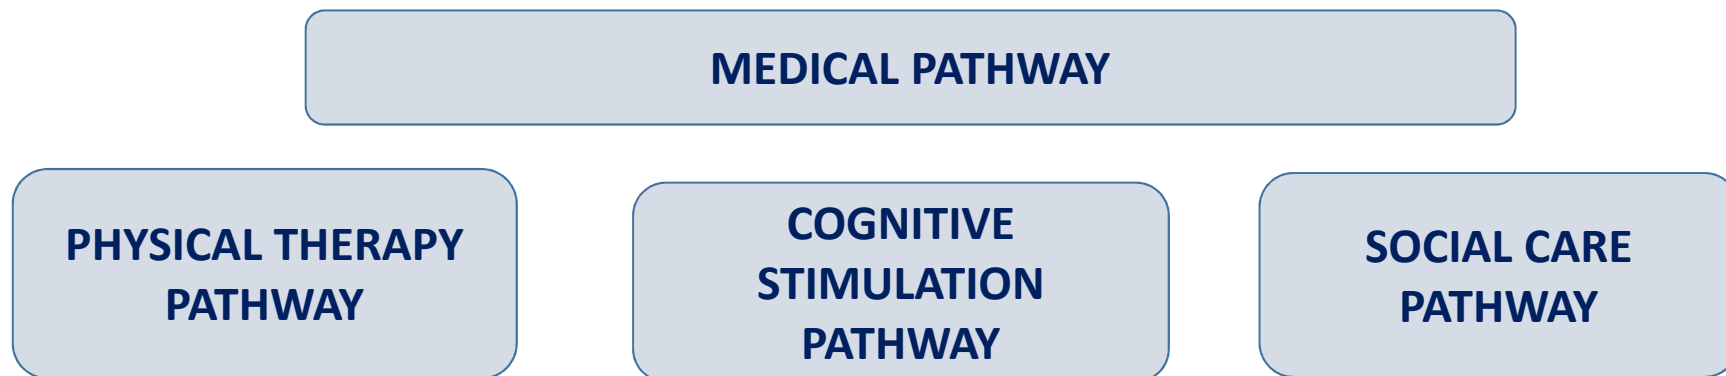 MEDICAL PATHWAY
PHYSICAL THERAPY
PATHWAY
COGNITIVE
STIMULATION
PATHWAY
SOCIAL CARE
PATHWAY